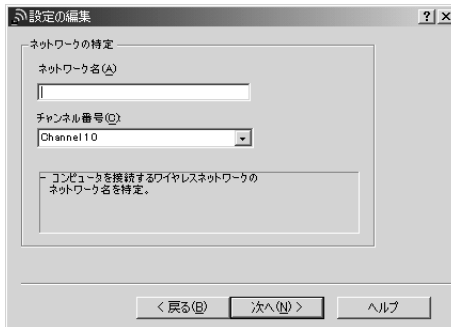 設定の編集
ネットワークの特定
ネットワーク名(A)
チャンネル番号(C):
Channel 10
- コンピュータを接続するワイヤレスネットワークの
ネットワーク名を特定。
< 戻る(B)
次へ(N) >
ヘルプ